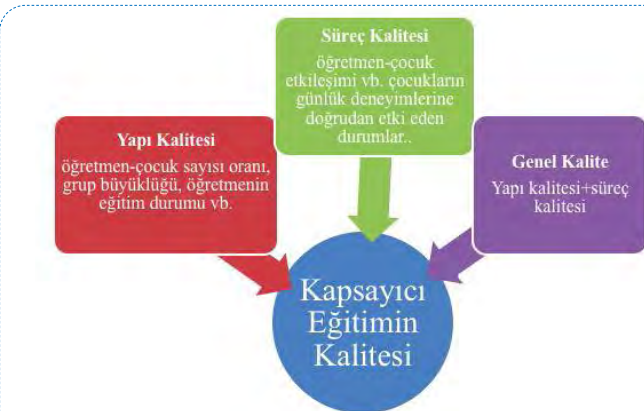 Süreç Kalitesi
öğretmen-çocuk
etkileşimi vb. çocukların
günlük deneyimlerine
doğrudan etki eden
durumlar..
Yapı Kalitesi
öğretmen-çocuk sayısı oranı,
grup büyüklüğü, öğretmenin
eğitim durumu vb.
Genel Kalite
Yapı kalitesi+süreç
kalitesi
Kapsayıcı
Eğitimin
Kalitesi